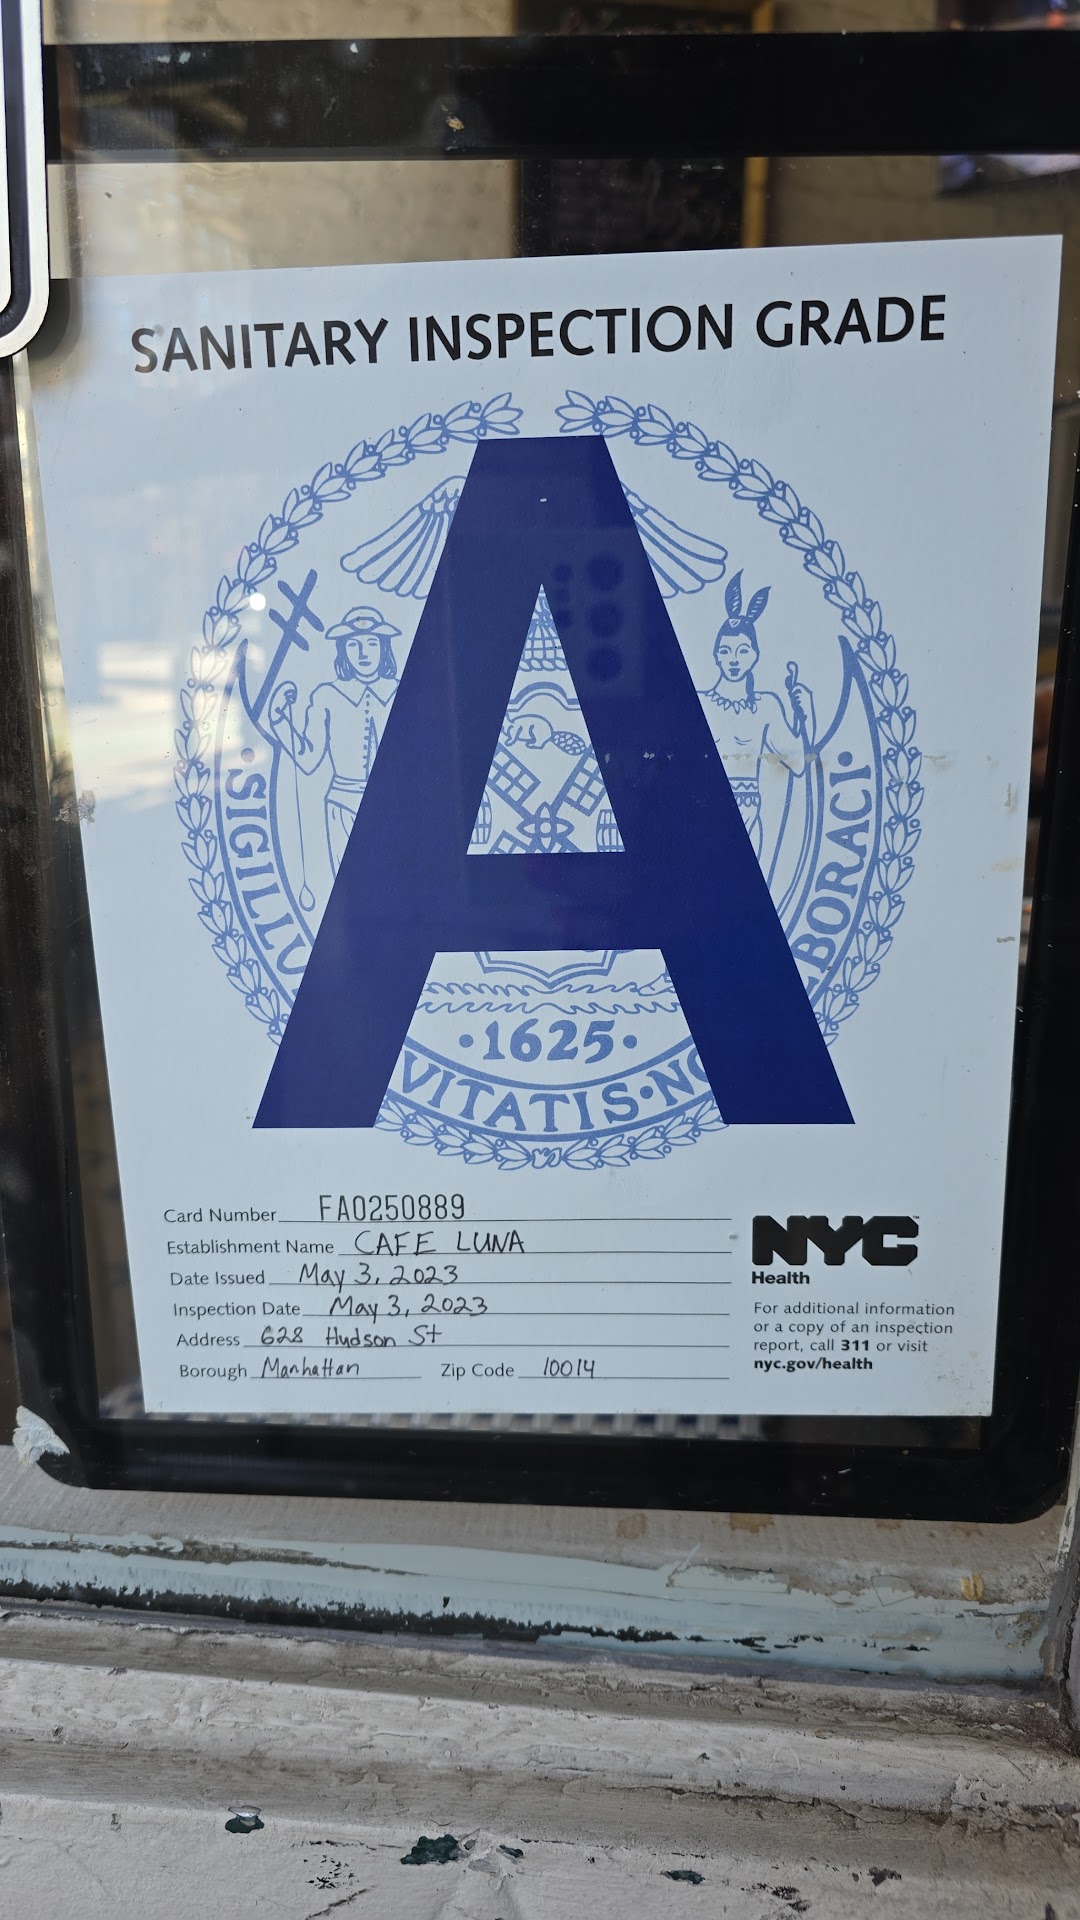 SANITARY INSPECTION GRADE
A
SIGILLU
BORACI
1625
VITATIS
Card Number FA0250889
Establishment Name CAFE LUNA
Date Issued May 3, 2023
Inspection Date May 3, 2023
Address 628 Hudson St
Borough Manhattan Zip Code 10014
NYC
Health
For additional information
or a copy of an inspection
report, call 311 or visit
nyc.gov/health